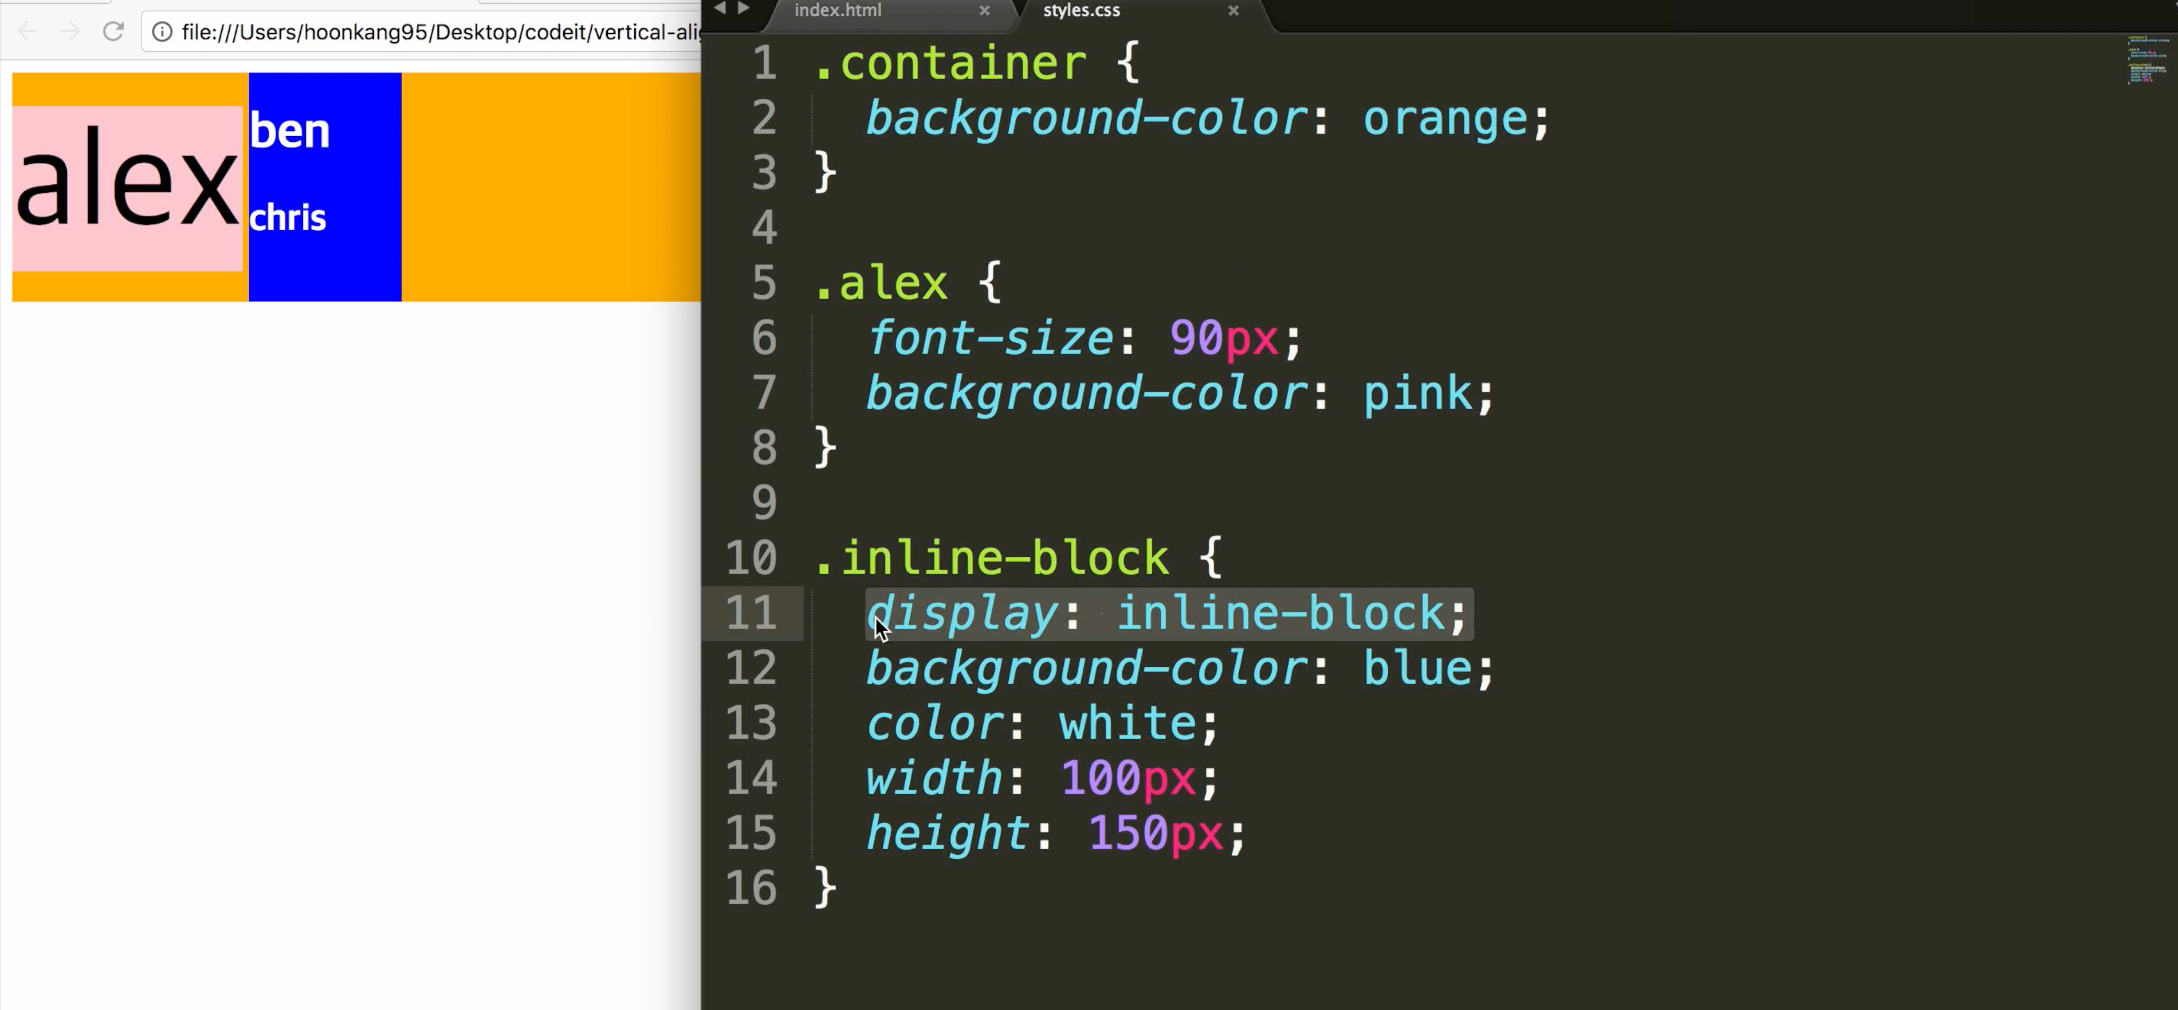 file:///Users/hoonkang95/Desktop/codeit/vertical-ali
alex
ben
chris
index.html × styles.css ×
1 .container {
2 background-color: orange;
3 }
4
5 .alex {
6 font-size: 90px;
7 background-color: pink;
8 }
9
10 .inline-block {
11 display: inline-block;
12 background-color: blue;
13 color: white;
14 width: 100px;
15 height: 150px;
16 }